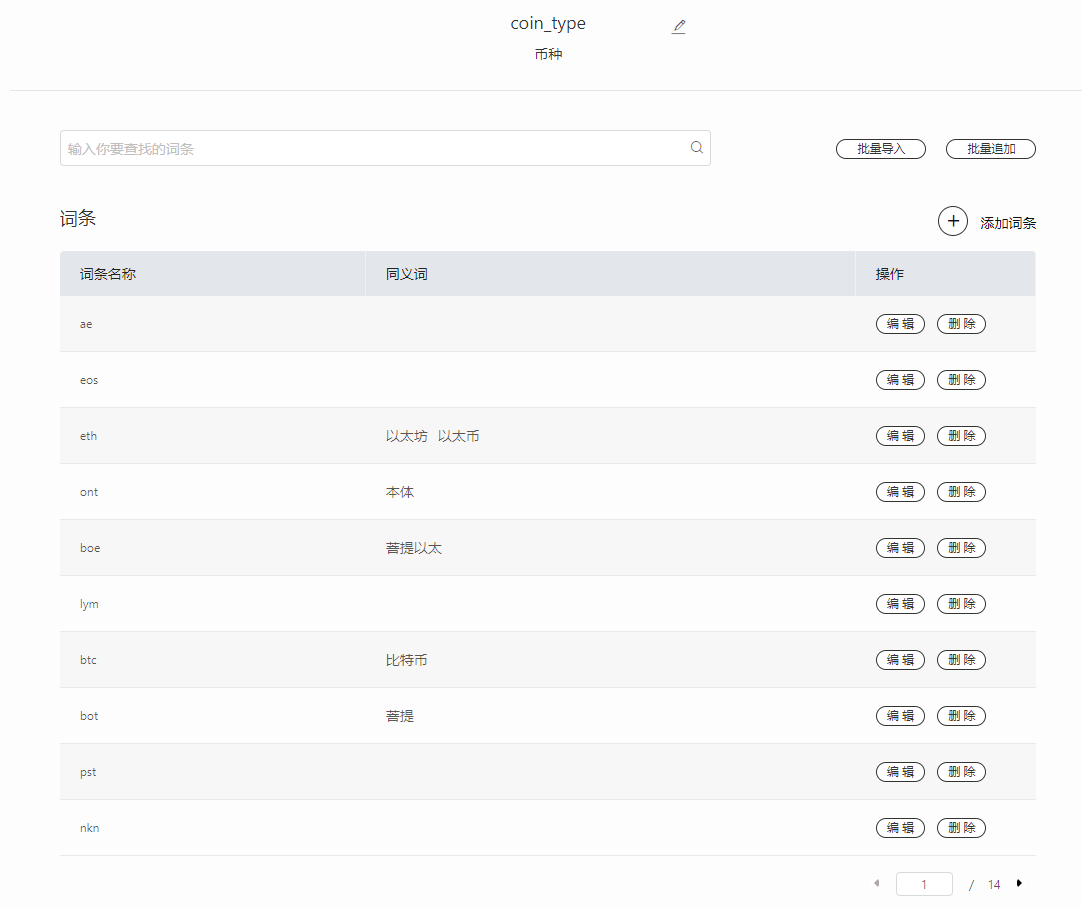 coin_type
币种
输入你要查找的词条
批量导入 批量追加
词条
添加词条
词条名称 同义词 操作
ae 编辑 删除
eos 编辑 删除
eth 以太坊 以太币 编辑 删除
ont 本体 编辑 删除
boe 菩提以太 编辑 删除
lym 编辑 删除
btc 比特币 编辑 删除
bot 菩提 编辑 删除
pst 编辑 删除
nkn 编辑 删除
1 / 14